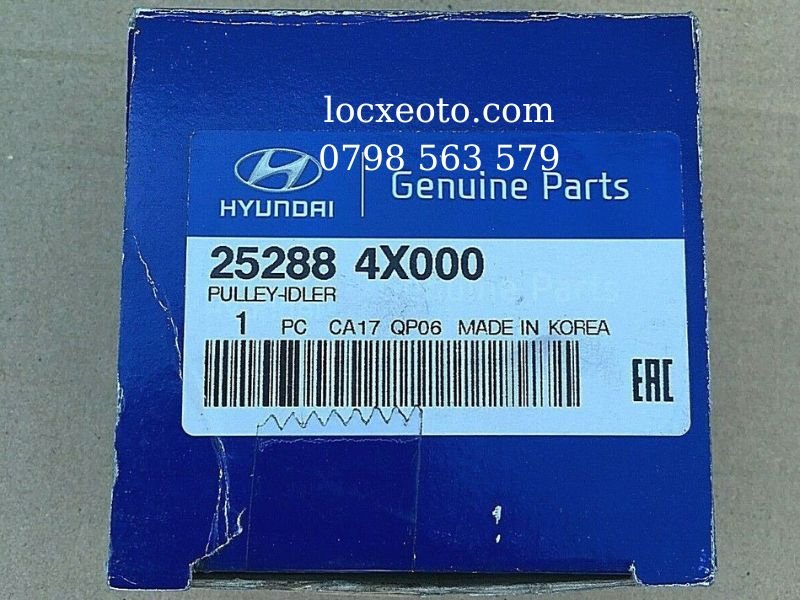 locxeoto.com
0798 563 579
HYUNDAI
Genuine Parts
25288 4X000
PULLEY-IDLER
1 PC CA17 QP06 MADE IN KOREA
EAC